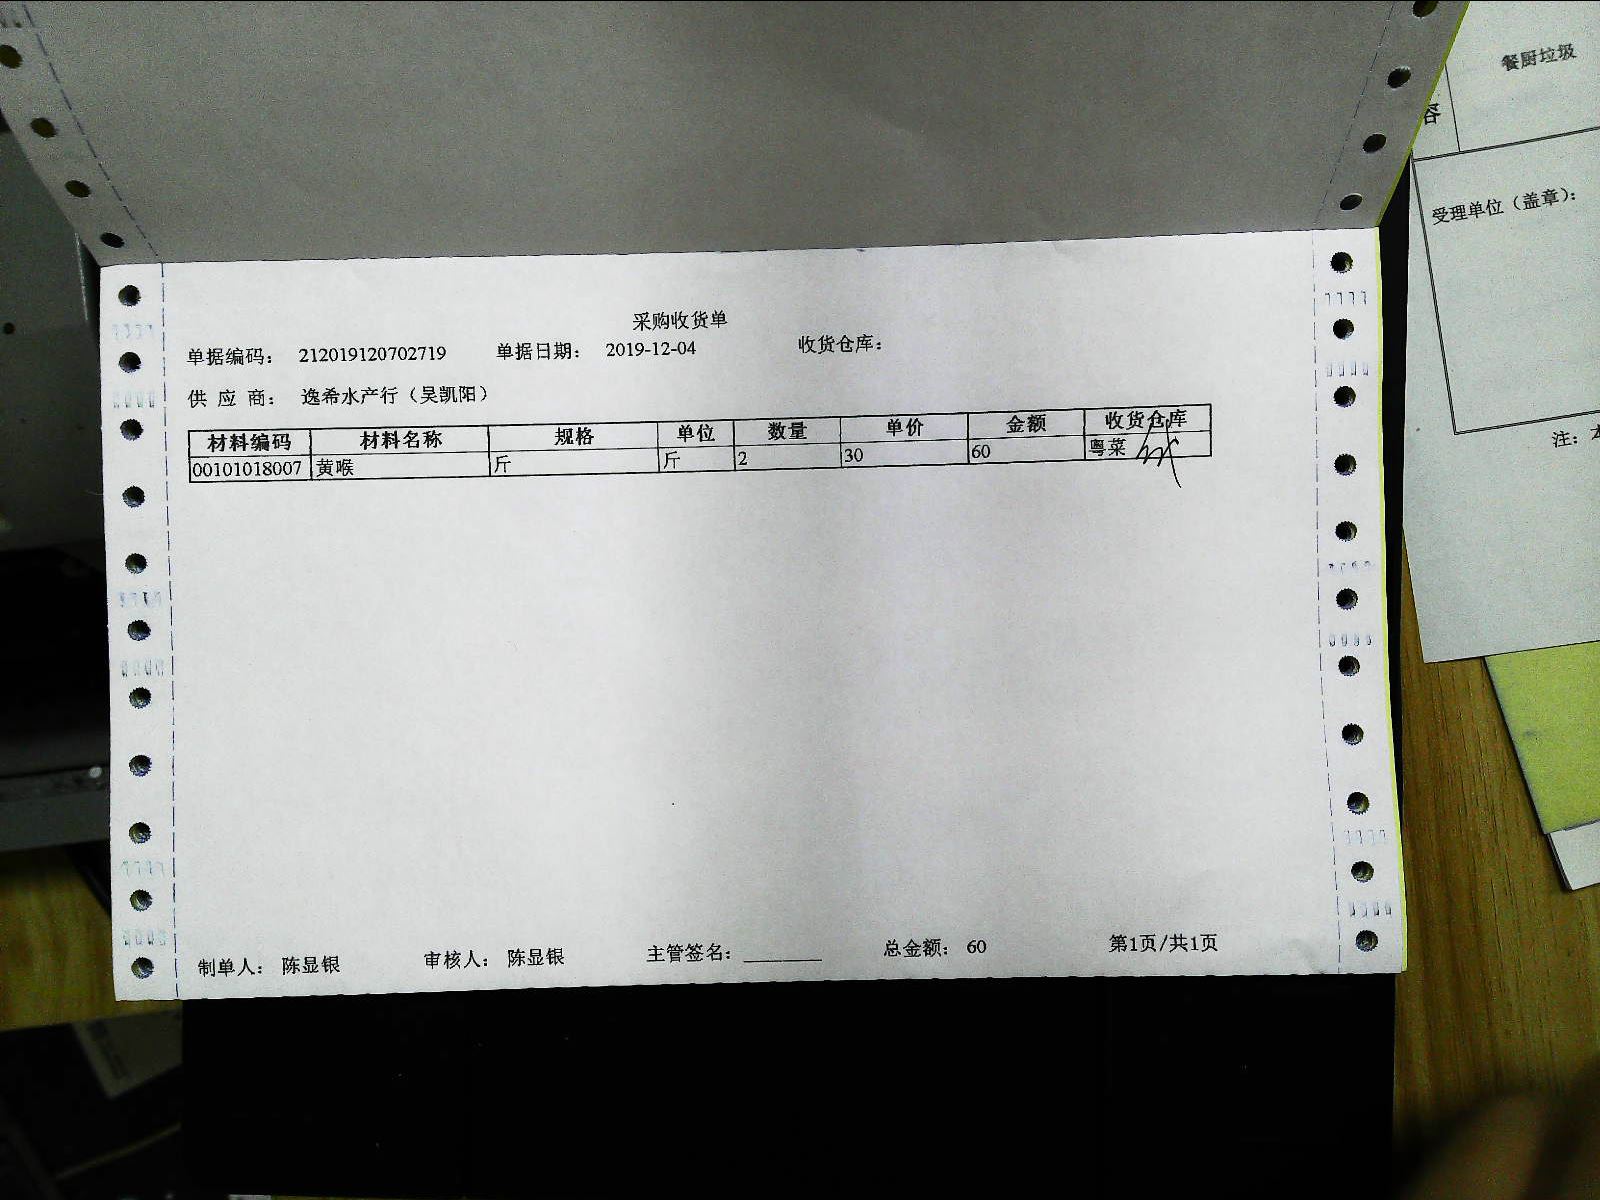 采购收货单
单据编码： 212019120702719 单据日期： 2019-12-04 收货仓库：
供 应 商： 逸希水产行（吴凯阳）
材料编码 材料名称 规格 单位 数量 单价 金额 收货仓库
00101018007 黄喉 斤 斤 2 30 60 粤菜
制单人： 陈显银 审核人： 陈显银 主管签名：________ 总金额： 60 第1页/共1页
餐厨垃圾
容
受理单位（盖章）：
注：